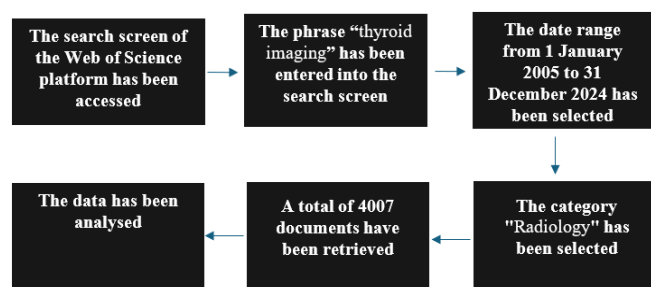 The search screen of
the Web of Science
platform has been
accessed
The phrase “thyroid
imaging” has been
entered into the
search screen
The date range
from 1 January
2005 to 31
December 2024 has
been selected
The category
"Radiology" has
been selected
A total of 4007
documents have
been retrieved
The data has been
analysed